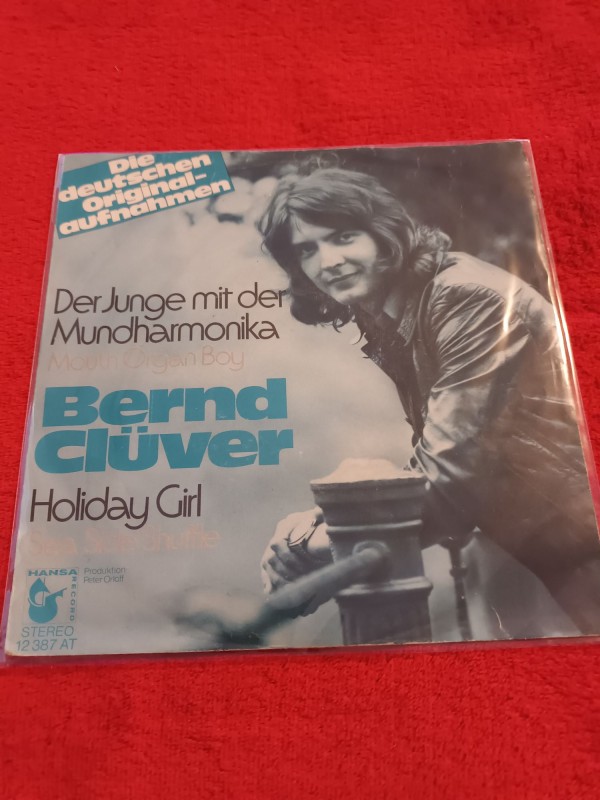 Die
deutschen
Original-
aufnahmen
Der Junge mit der
Mundharmonika
Mouth Organ Boy
Bernd
Clüver
Holiday Girl
Shuffle
HANSA
RECORD
Produktion
Peter Orloff
STEREO
12 387 AT